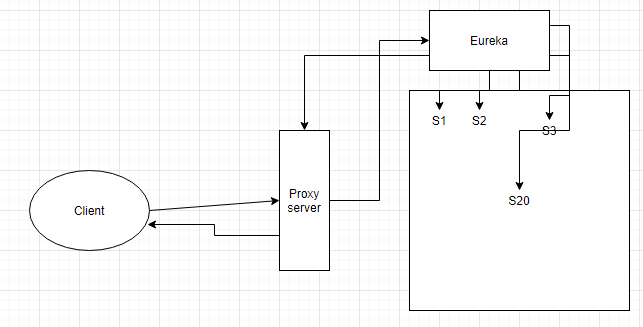 Eureka
S1
S2
S3
Proxy
server
Client
S20